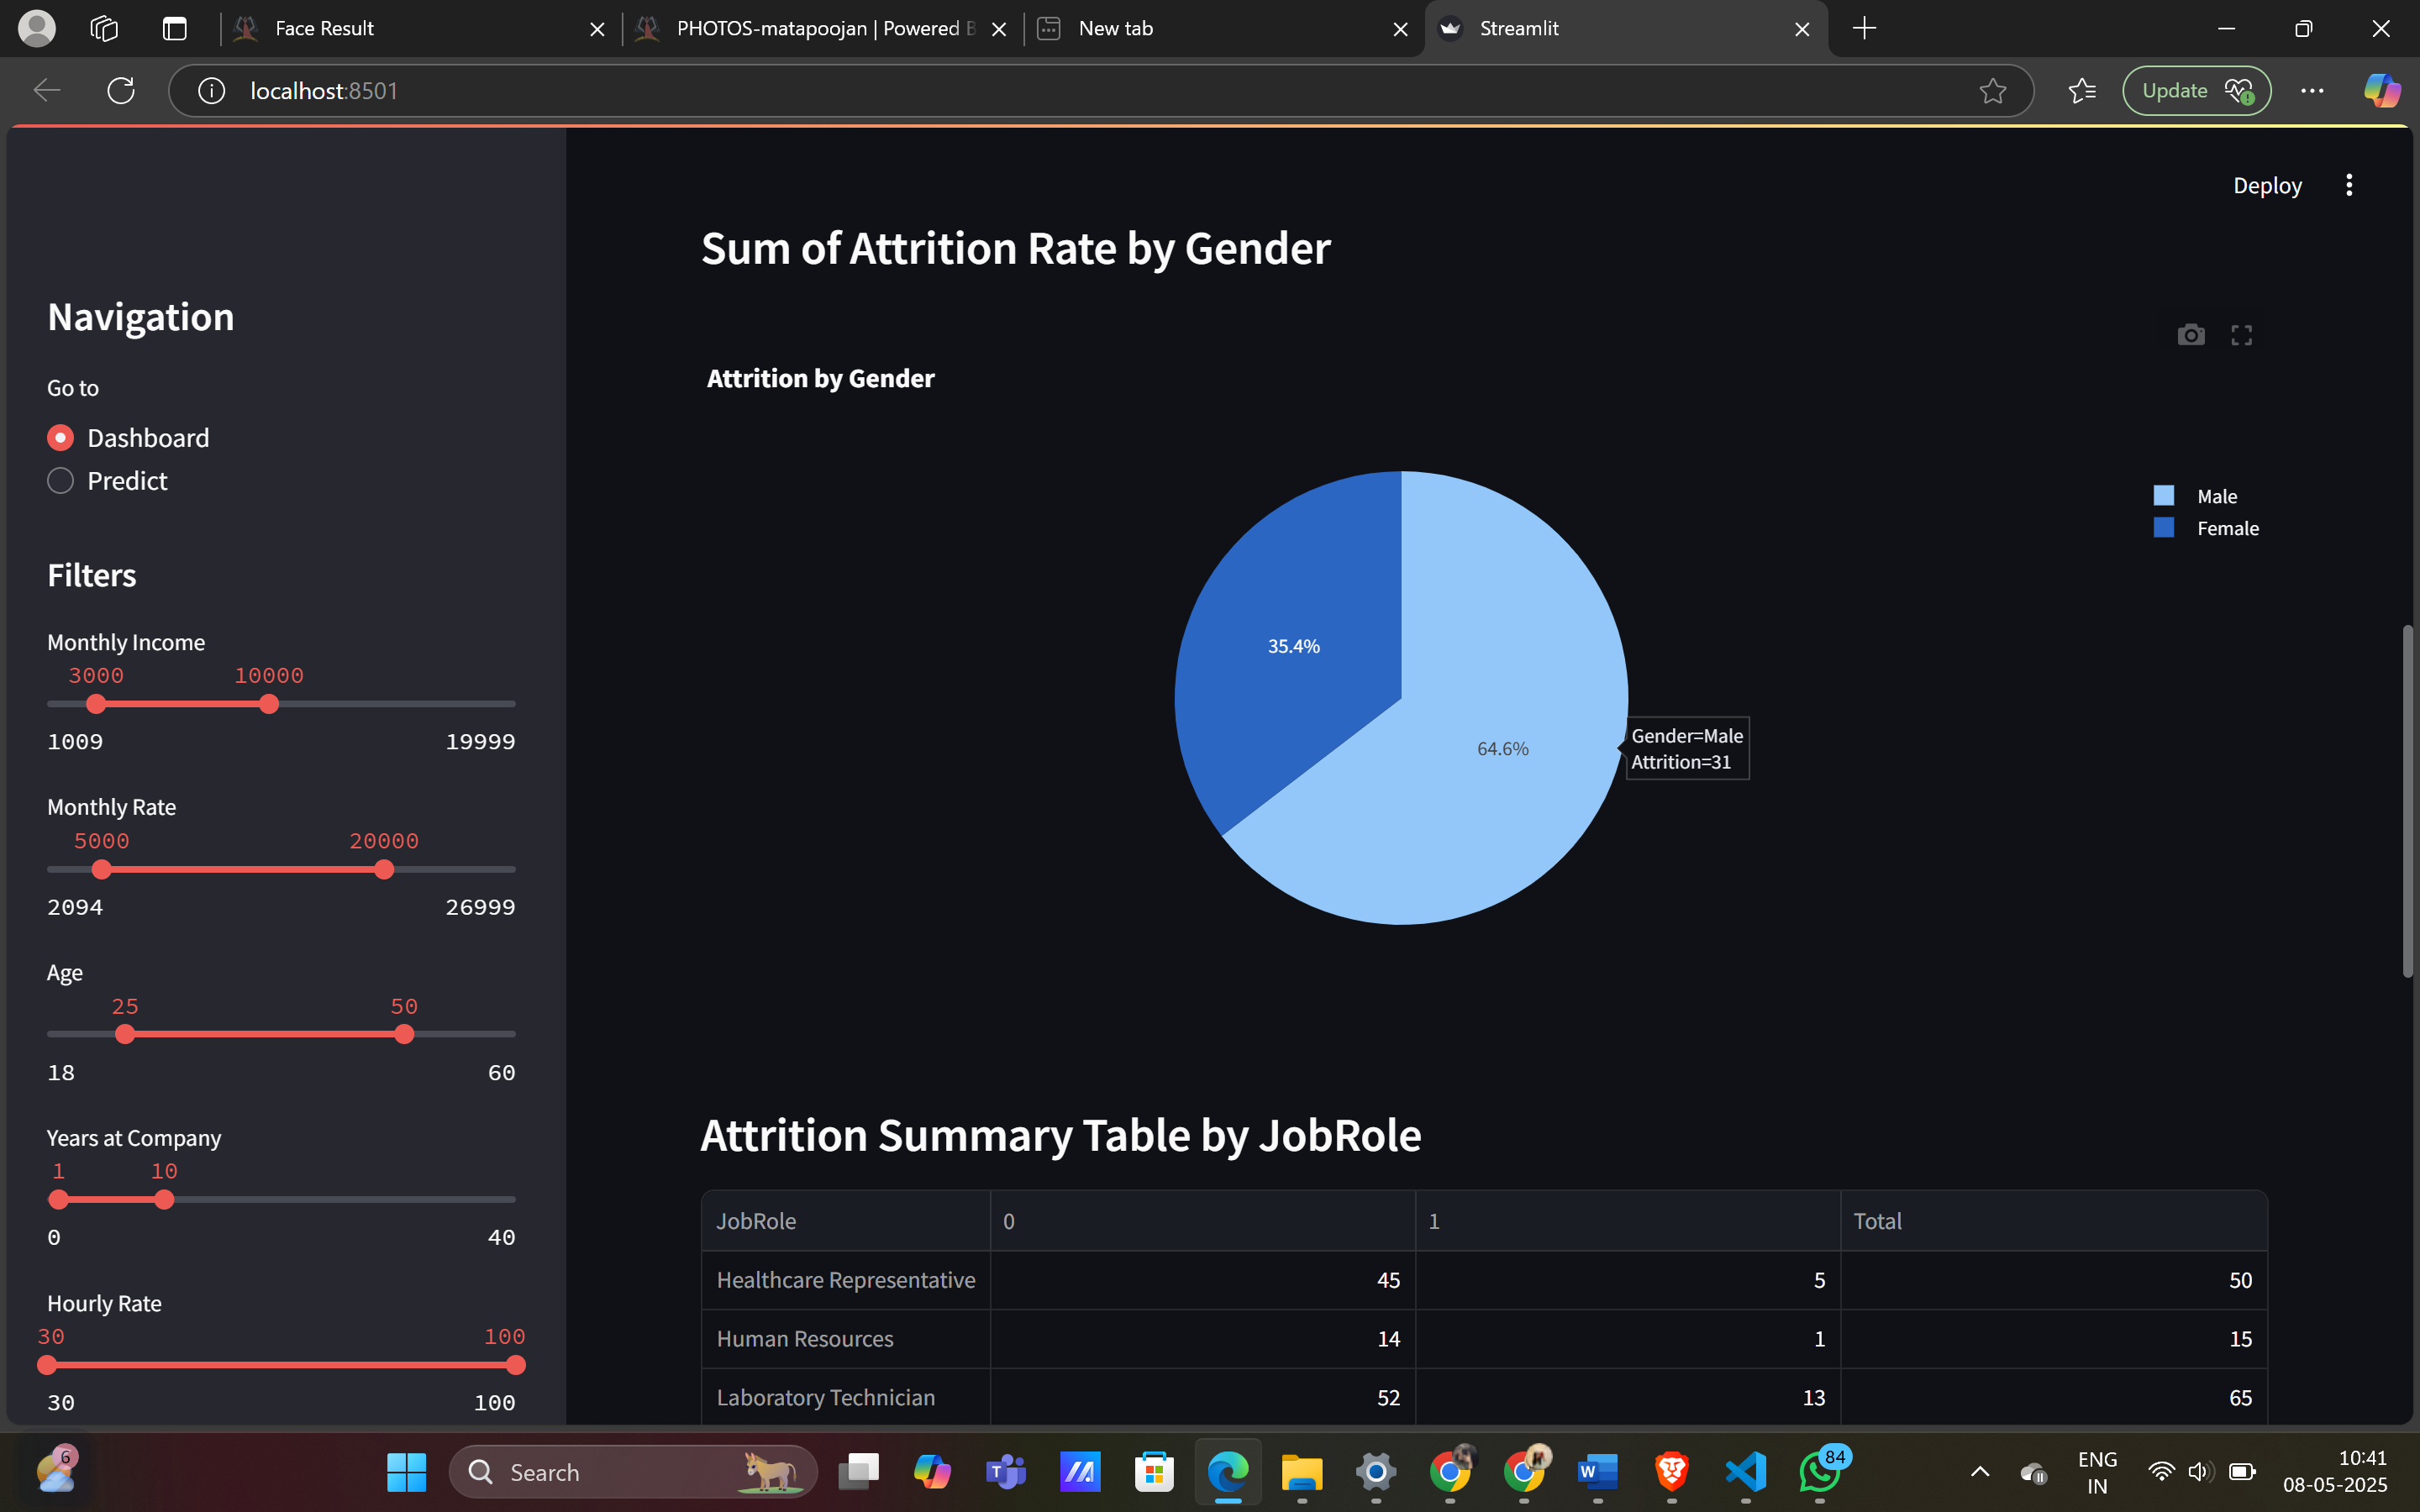 Face Result
PHOTOS-matapoojan | Powered B
New tab
Streamlit
localhost:8501
Update
Deploy
Navigation
Go to
Dashboard
Predict
Filters
Monthly Income
3000 10000
1009 19999
Monthly Rate
5000 20000
2094 26999
Age
25 50
18 60
Years at Company
1 10
0 40
Hourly Rate
30 100
30 100
Sum of Attrition Rate by Gender
Attrition by Gender
Male
Female
35.4%
64.6%
Gender=Male
Attrition=31
Attrition Summary Table by JobRole
JobRole 0 1 Total
Healthcare Representative 45 5 50
Human Resources 14 1 15
Laboratory Technician 52 13 65
6
Search
84
ENG
IN
10:41
08-05-2025